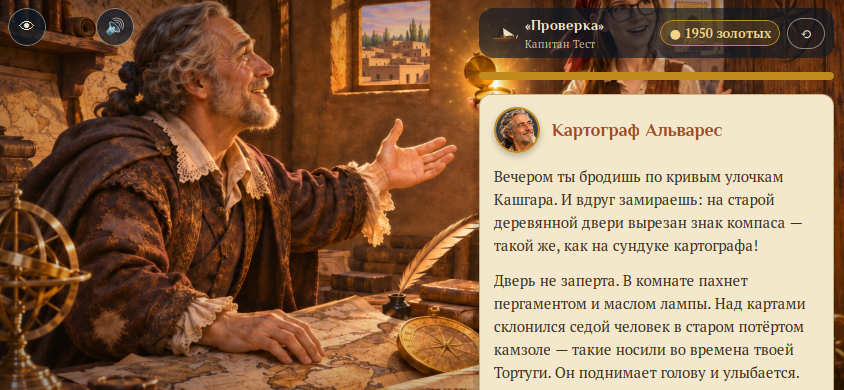 «Проверка»
Капитан Тест
1950 золотых
Картограф Альварес
Вечером ты бродишь по кривым улочкам
Кашгара. И вдруг замираешь: на старой
деревянной двери вырезан знак компаса —
такой же, как на сундуке картографа!
Дверь не заперта. В комнате пахнет
пергаментом и маслом лампы. Над картами
склонился седой человек в старом потёртом
камзоле — такие носили во времена твоей
Тортуги. Он поднимает голову и улыбается.